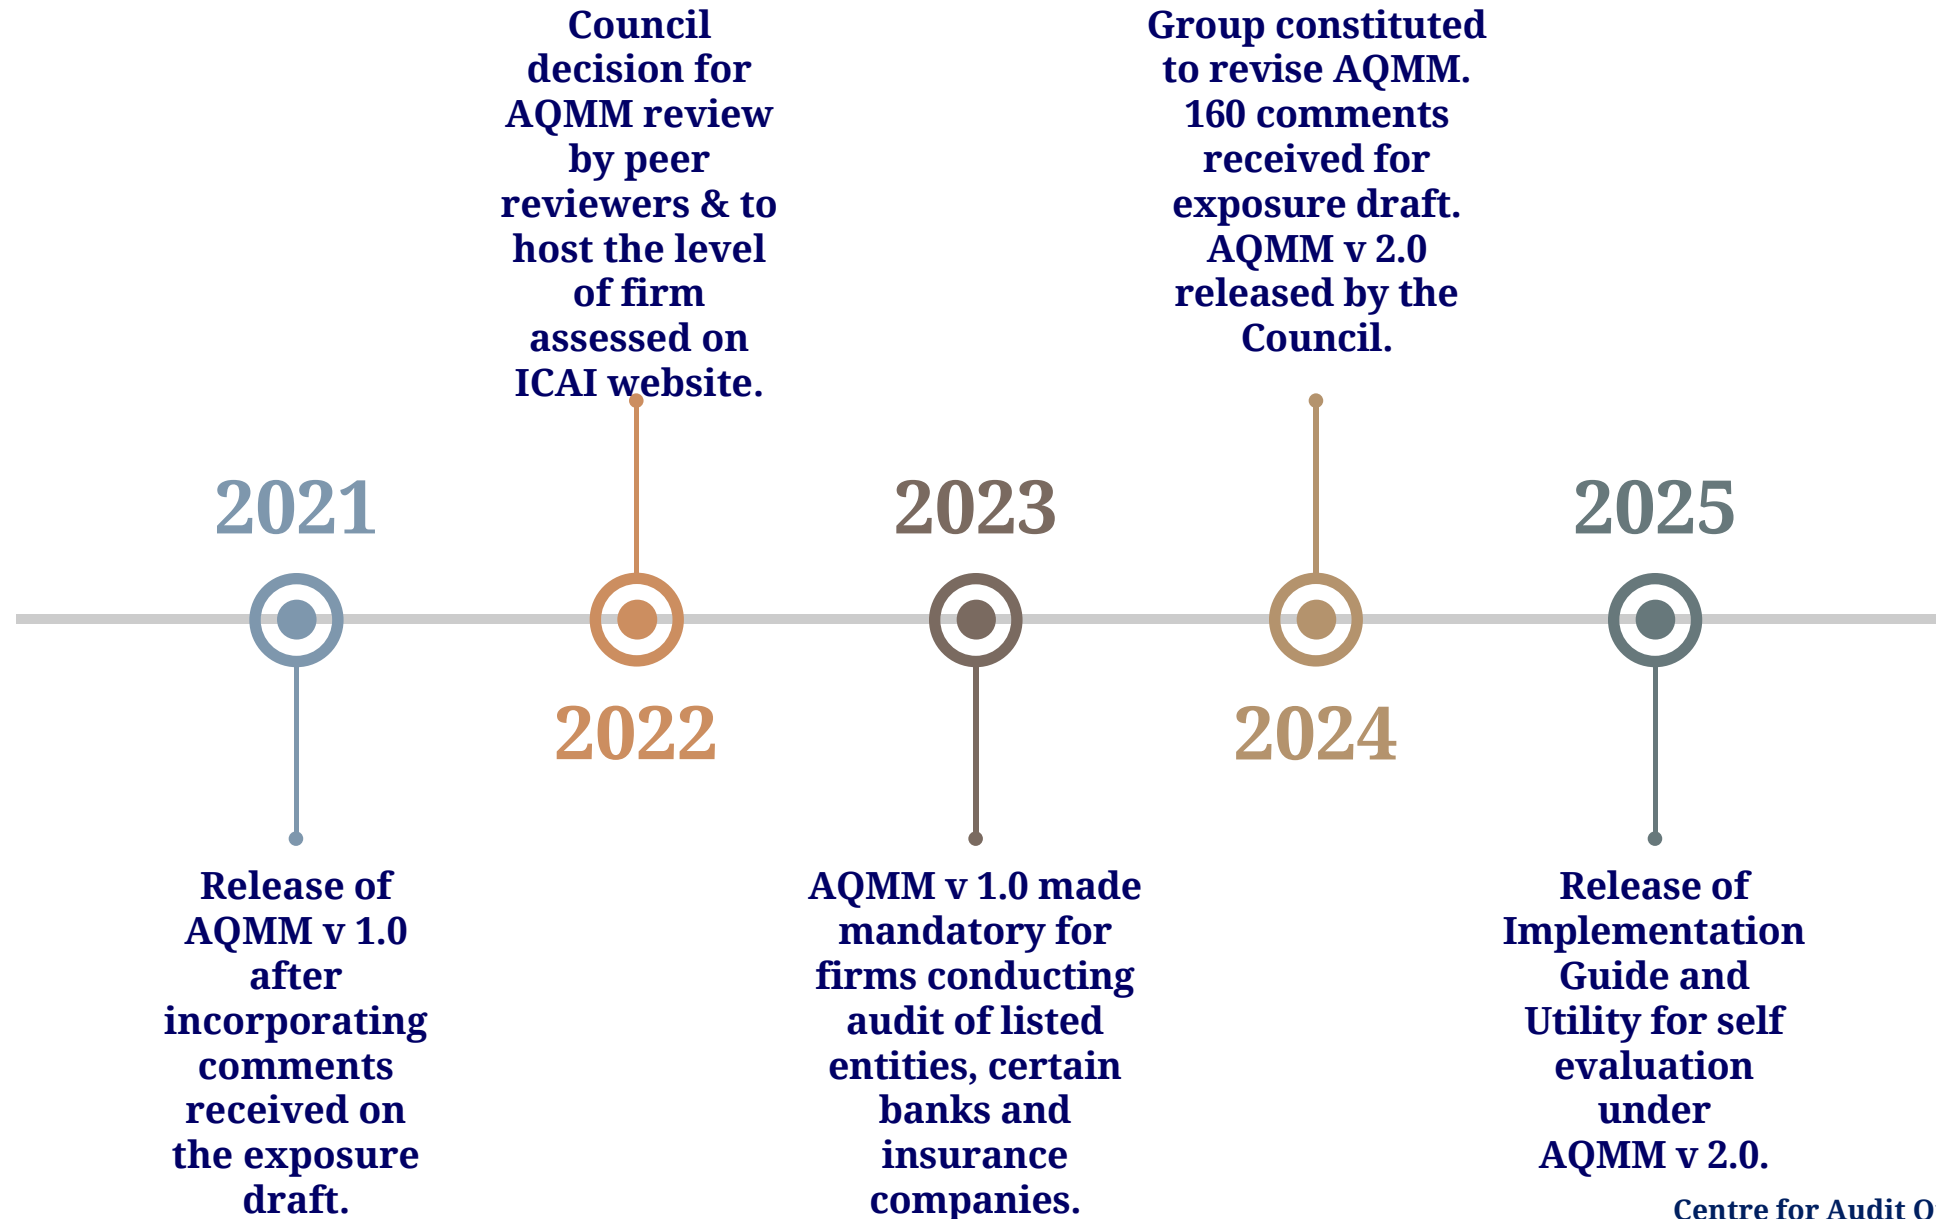 Council
decision for
AQMM review
by peer
reviewers & to
host the level
of firm
assessed on
ICAI website.
Group constituted
to revise AQMM.
160 comments
received for
exposure draft.
AQMM v 2.0
released by the
Council.
2021
2023
2025
2022
2024
Release of
AQMM v 1.0
after
incorporating
comments
received on
the exposure
draft.
AQMM v 1.0 made
mandatory for
firms conducting
audit of listed
entities, certain
banks and
insurance
companies.
Release of
Implementation
Guide and
Utility for self
evaluation
under
AQMM v 2.0.
Centre for Audit